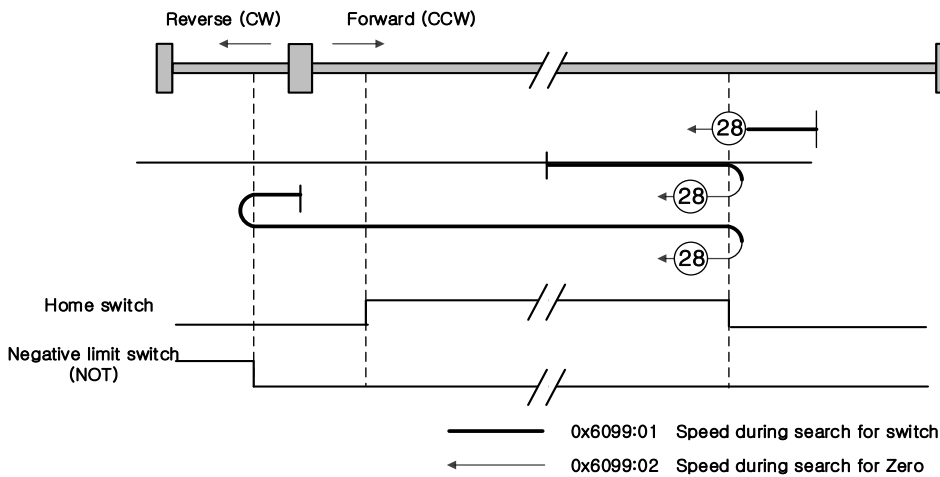 Reverse (CW)
Forward (CCW)
28
28
28
Home switch
Negative limit switch
(NOT)
0x6099:01 Speed during search for switch
0x6099:02 Speed during search for Zero